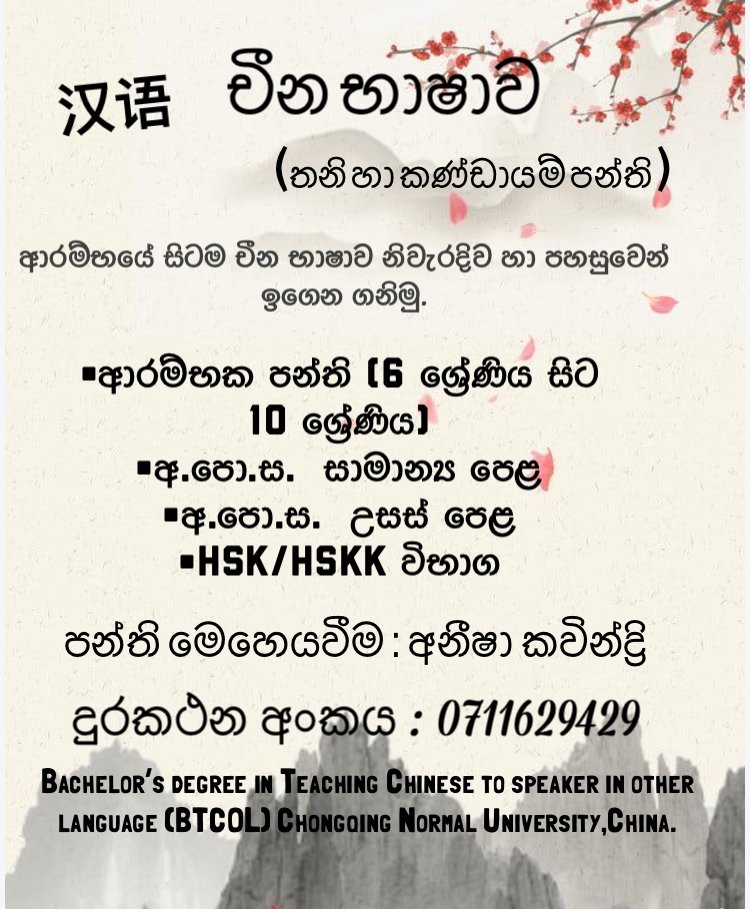 汉语 චීන භාෂාව
(තනි හා කණ්ඩායම් පන්ති)
ආරම්භයේ සිටම චීන භාෂාව නිවැරදිව හා පහසුවෙන්
ඉගෙන ගනිමු.
▪ආරම්භක පන්ති (6 ශ්‍රේණිය සිට
10 ශ්‍රේණිය)
▪අ.පො.ස. සාමාන්‍ය පෙළ
▪අ.පො.ස. උසස් පෙළ
▪HSK/HSKK විභාග
පන්ති මෙහෙයවීම : අනීෂා කවින්ද්‍රි
දුරකථන අංකය : 0711629429
Bachelor's degree in Teaching Chinese to speaker in other
language (BTCOL) Chongqing Normal University,China.